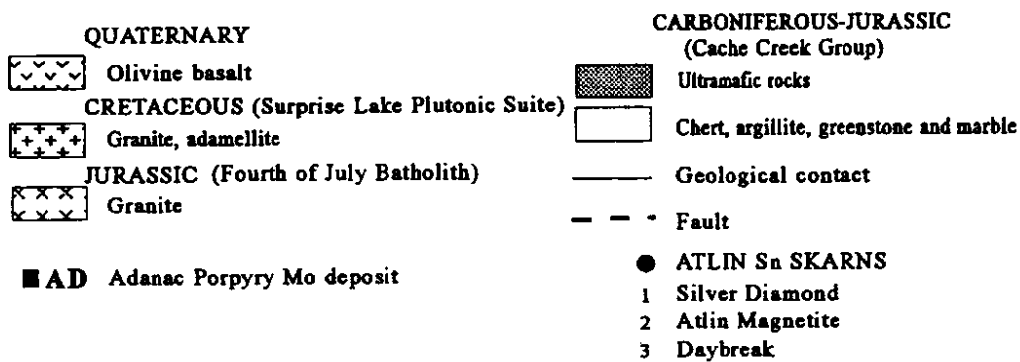 QUATERNARY
Olivine basalt
CRETACEOUS (Surprise Lake Plutonic Suite)
Granite, adamellite
JURASSIC (Fourth of July Batholith)
Granite
AD Adanac Porpyry Mo deposit
CARBONIFEROUS-JURASSIC
(Cache Creek Group)
Ultramafic rocks
Chert, argillite, greenstone and marble
Geological contact
Fault
ATLIN Sn SKARNS
1 Silver Diamond
2 Atlin Magnetite
3 Daybreak